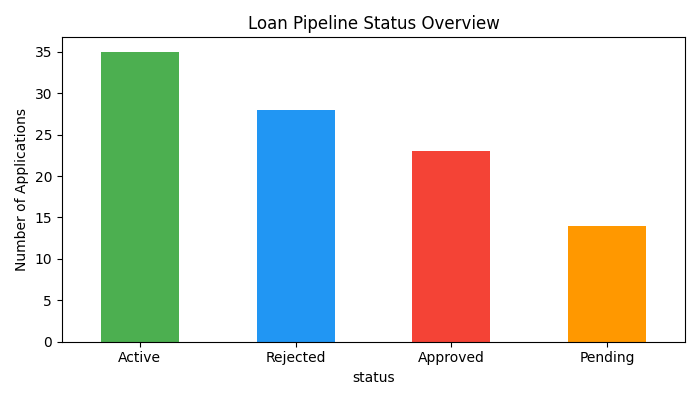 Loan Pipeline Status Overview
Number of Applications
35
30
25
20
15
10
5
0
Active Rejected Approved Pending
status